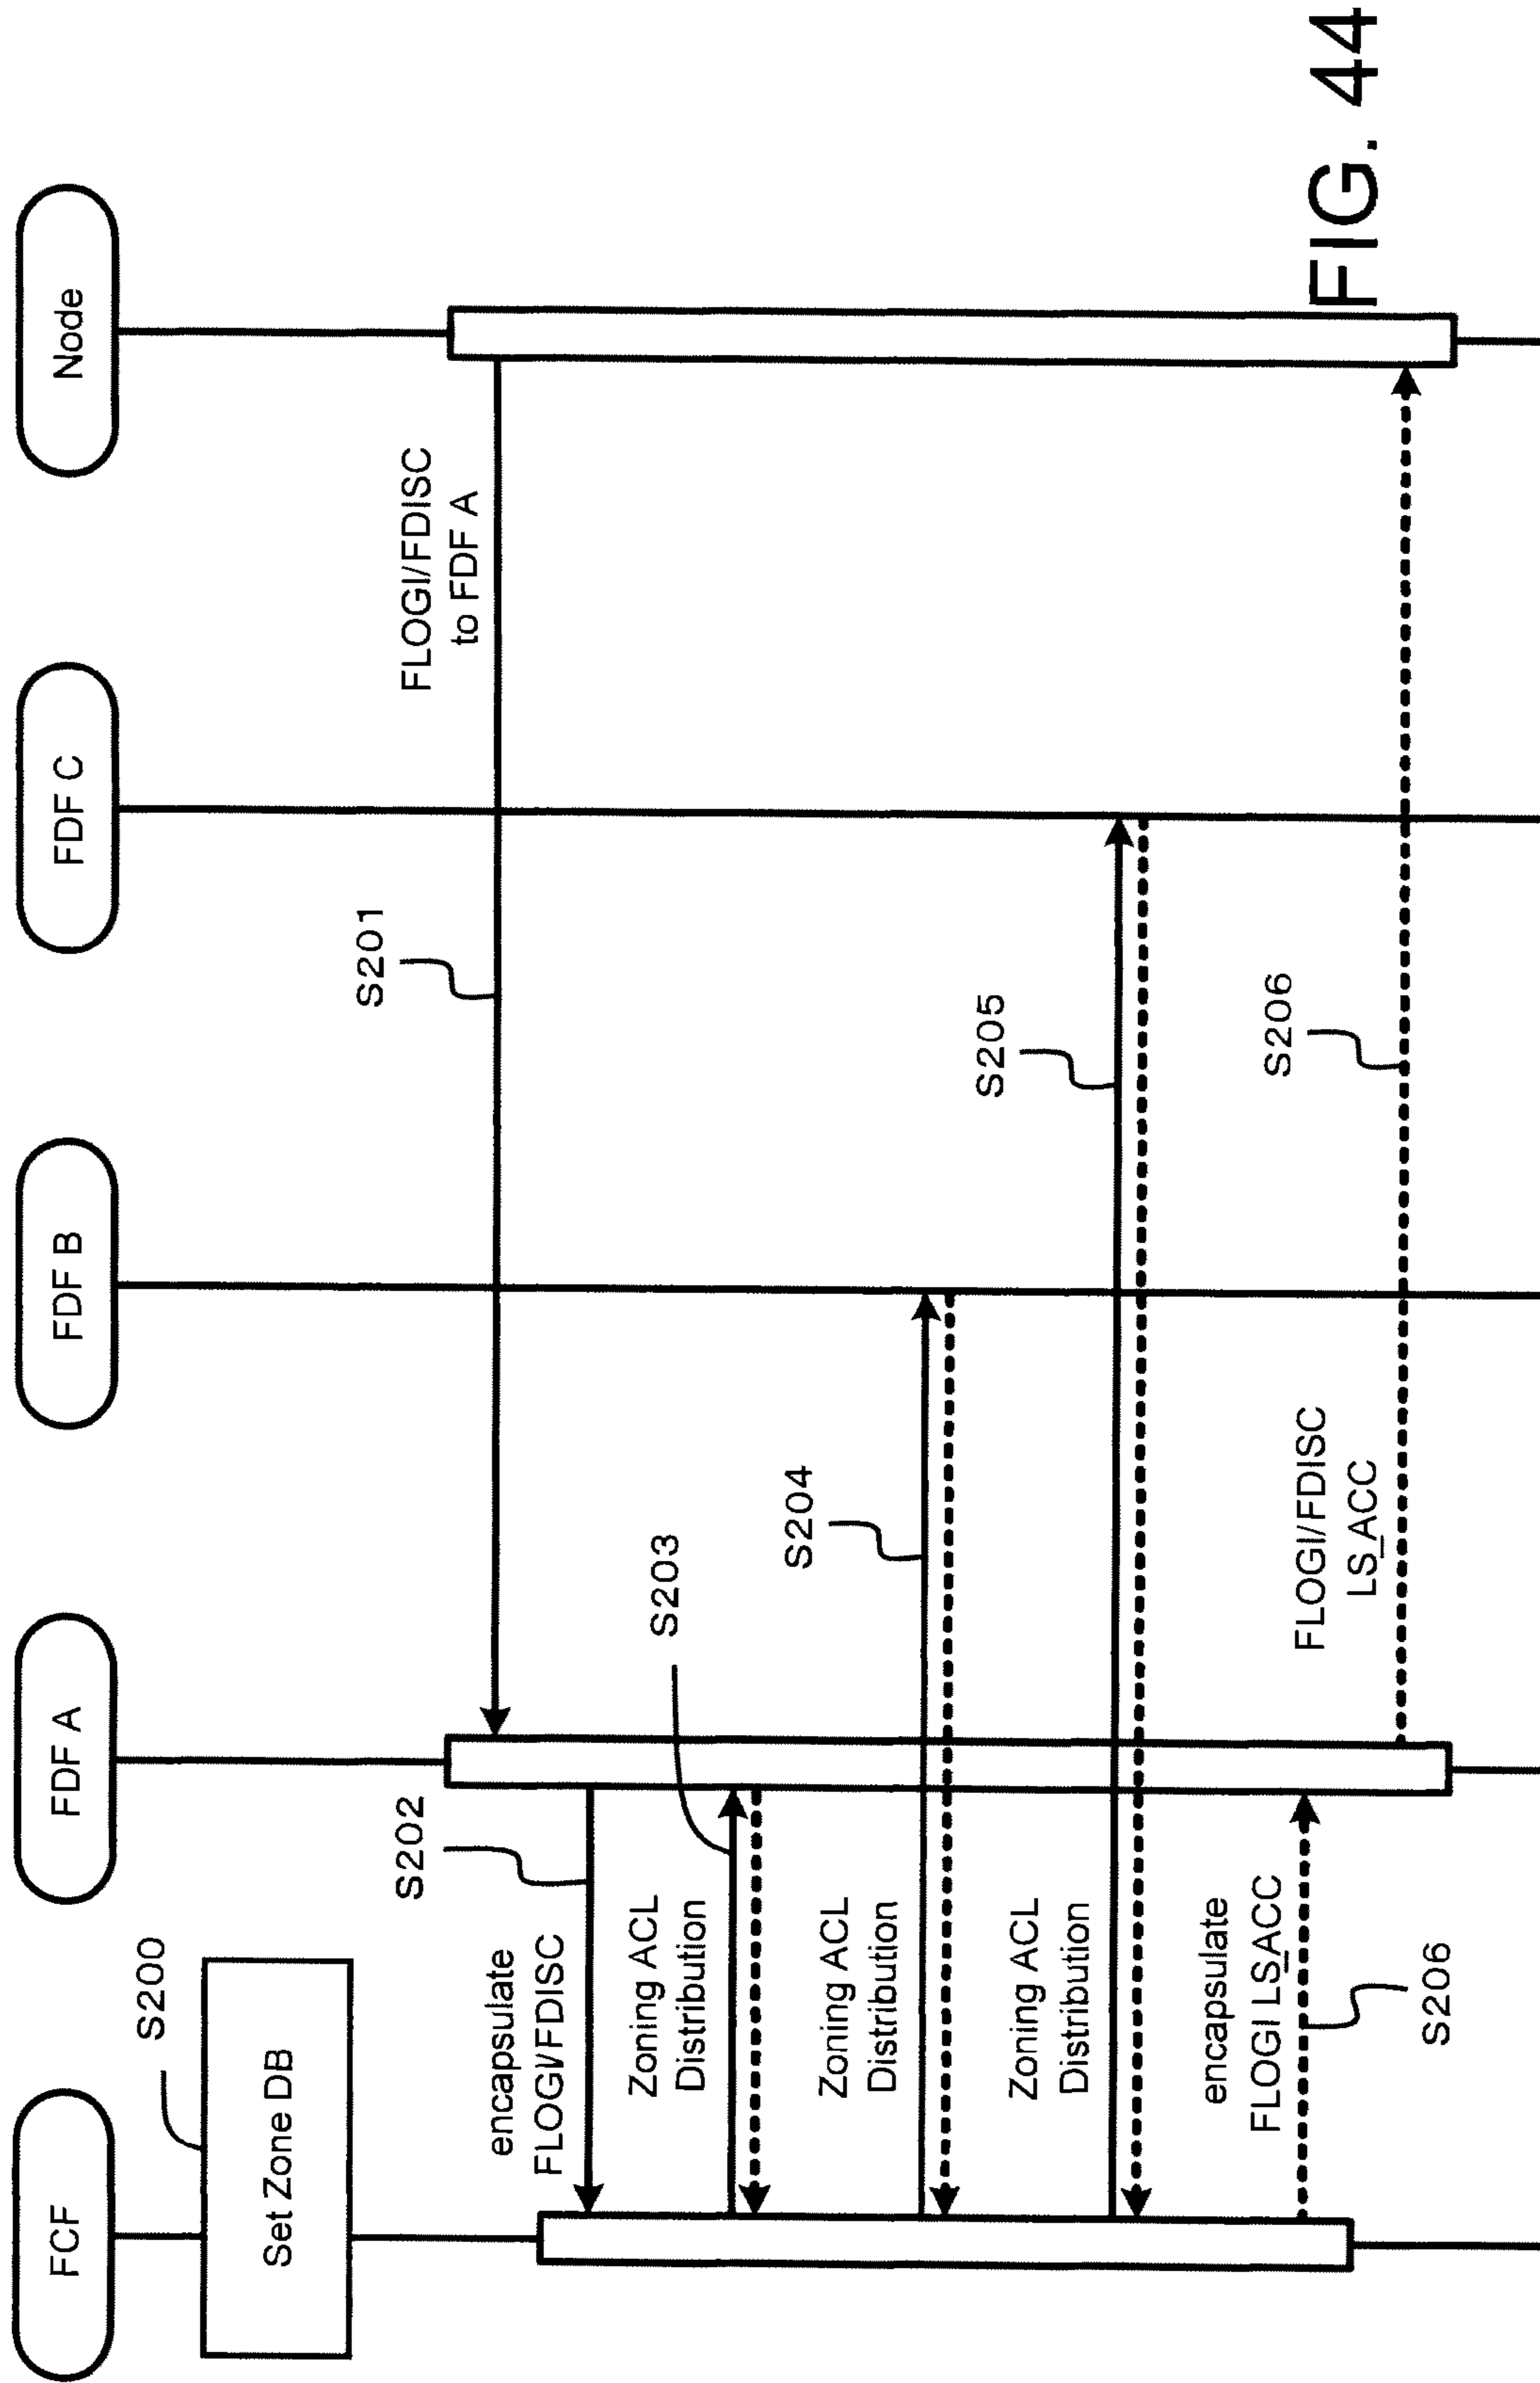 FCF
FDF A
FDF B
FDF C
Node
S200
Set Zone DB
FLOGI/FDISC
to FDF A
S201
S202
encapsulate
FLOGI/FDISC
S203
Zoning ACL
Distribution
S204
Zoning ACL
Distribution
S205
Zoning ACL
Distribution
encapsulate
FLOGI LS_ACC
S206
FLOGI/FDISC
LS_ACC
S206
FIG. 44